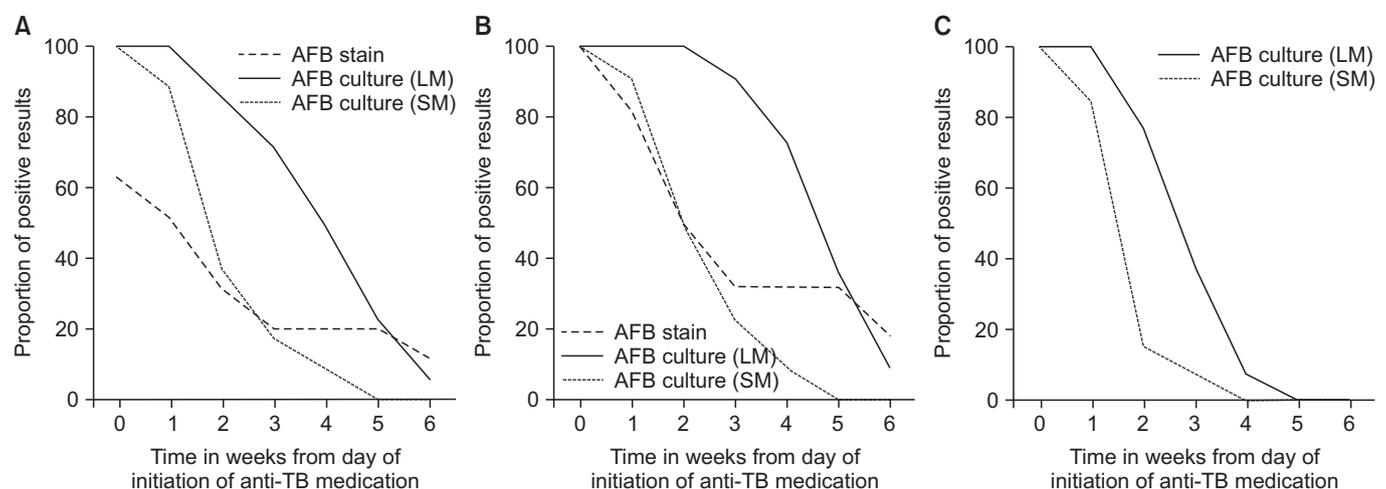 A
Proportion of positive results
100
80
60
40
20
0
AFB stain
AFB culture (LM)
AFB culture (SM)
0 1 2 3 4 5 6
Time in weeks from day of
initiation of anti-TB medication
B
Proportion of positive results
100
80
60
40
20
0
AFB stain
AFB culture (LM)
AFB culture (SM)
0 1 2 3 4 5 6
Time in weeks from day of
initiation of anti-TB medication
C
Proportion of positive results
100
80
60
40
20
0
AFB culture (LM)
AFB culture (SM)
0 1 2 3 4 5 6
Time in weeks from day of
initiation of anti-TB medication